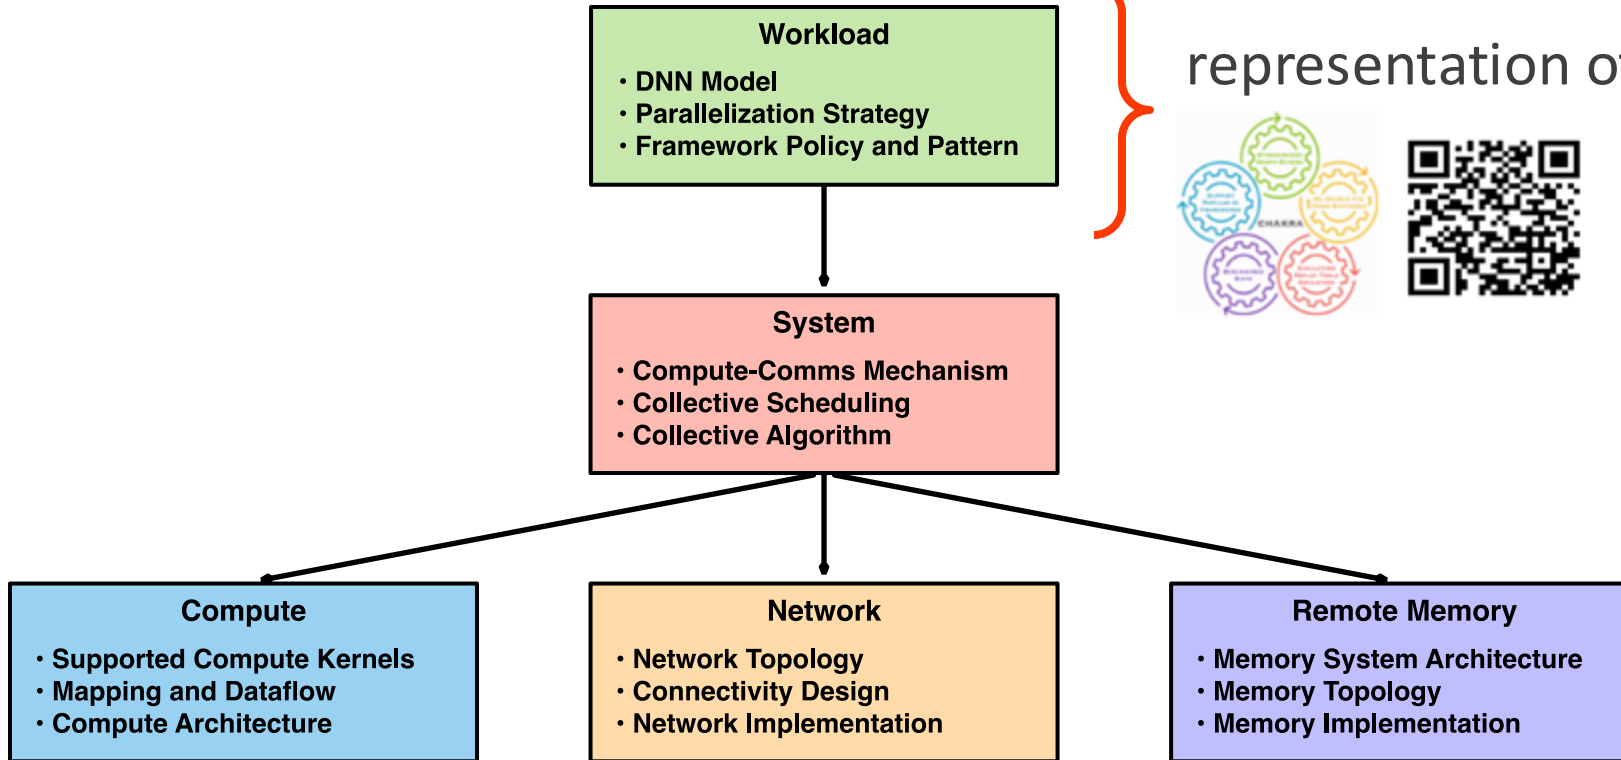 Workload
· DNN Model
· Parallelization Strategy
· Framework Policy and Pattern
representation of
CHAKRA
System
· Compute-Comms Mechanism
· Collective Scheduling
· Collective Algorithm
Compute
· Supported Compute Kernels
· Mapping and Dataflow
· Compute Architecture
Network
· Network Topology
· Connectivity Design
· Network Implementation
Remote Memory
· Memory System Architecture
· Memory Topology
· Memory Implementation